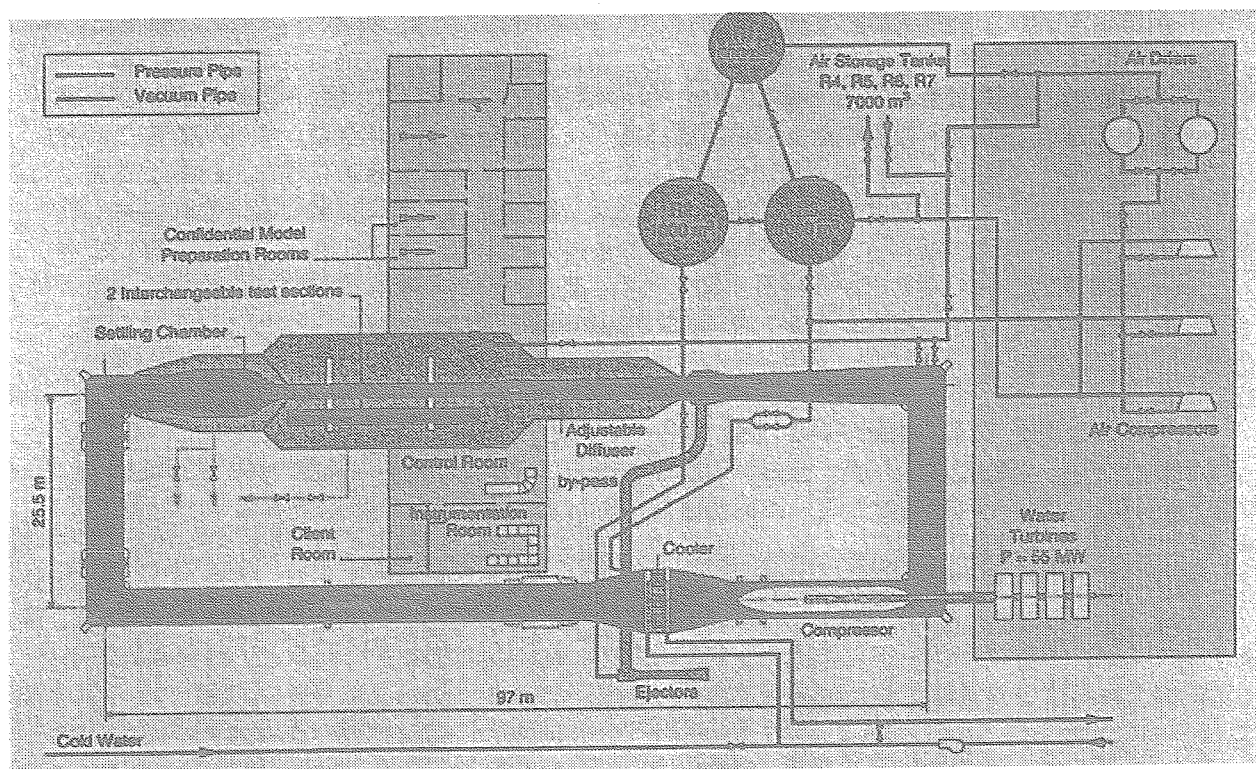 Pressure Pipe
Vacuum Pipe
Air Storage Tanks
R4, R5, R6, R7
7000 m³
Air Driers
Confidential Model
Preparation Rooms
2 Interchangeable test sections
Settling Chamber
Adjustable
Diffuser
by-pass
Air Compressors
Control Room
25.5 m
Instrumentation
Room
Client
Room
Water
Turbines
P = 55 MW
Cooler
Compressor
97 m
Ejectors
Cold Water